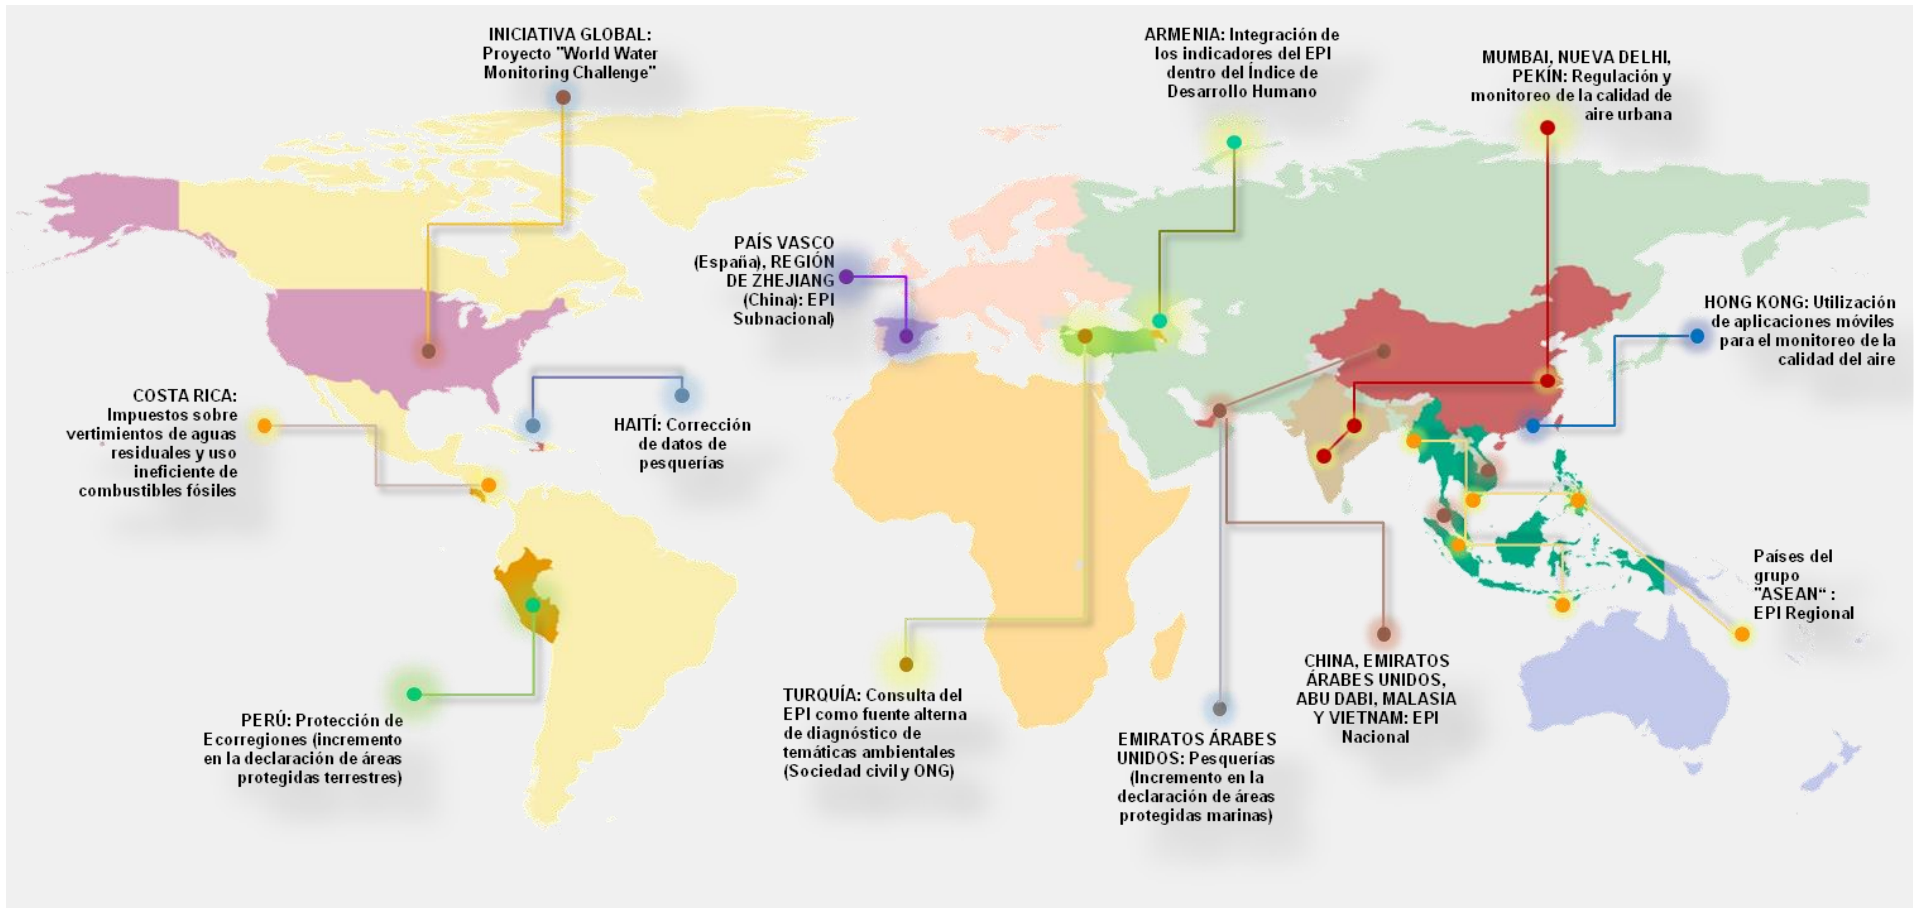 INICIATIVA GLOBAL:
Proyecto "World Water
Monitoring Challenge"
ARMENIA: Integración de
los indicadores del EPI
dentro del Índice de
Desarrollo Humano
MUMBAI, NUEVA DELHI,
PEKÍN: Regulación y
monitoreo de la calidad de
aire urbana
PAÍS VASCO
(España), REGIÓN
DE ZHEJIANG
(China): EPI
Subnacional)
HONG KONG: Utilización
de aplicaciones móviles
para el monitoreo de la
calidad del aire
COSTA RICA:
Impuestos sobre
vertimientos de aguas
residuales y uso
ineficiente de
combustibles fósiles
HAITÍ: Corrección
de datos de
pesquerías
Países del
grupo
"ASEAN“ :
EPI Regional
PERÚ: Protección de
Ecorregiones (incremento
en la declaración de áreas
protegidas terrestres)
TURQUÍA: Consulta del
EPI como fuente alterna
de diagnóstico de
temáticas ambientales
(Sociedad civil y ONG)
EMIRATOS ÁRABES
UNIDOS: Pesquerías
(Incremento en la
declaración de áreas
protegidas marinas)
CHINA, EMIRATOS
ÁRABES UNIDOS,
ABU DABI, MALASIA
Y VIETNAM: EPI
Nacional